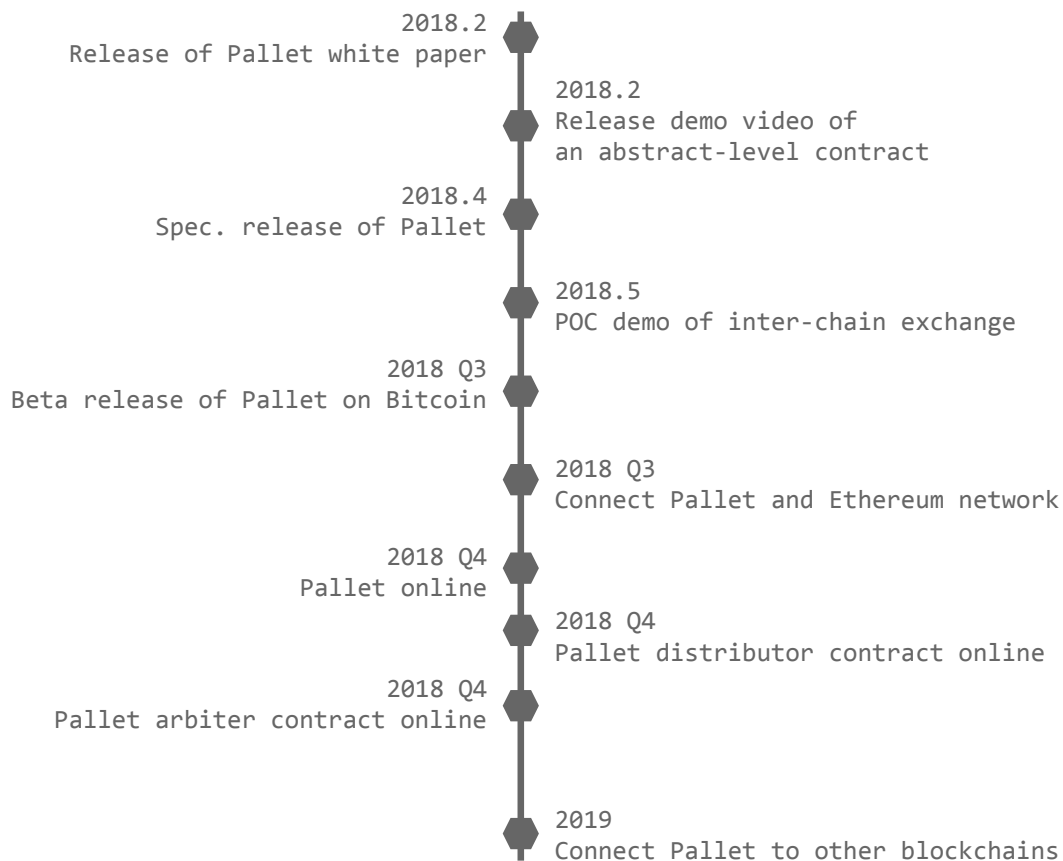 2018.2
Release of Pallet white paper
2018.2
Release demo video of
an abstract-level contract
2018.4
Spec. release of Pallet
2018.5
POC demo of inter-chain exchange
2018 Q3
Beta release of Pallet on Bitcoin
2018 Q3
Connect Pallet and Ethereum network
2018 Q4
Pallet online
2018 Q4
Pallet distributor contract online
2018 Q4
Pallet arbiter contract online
2019
Connect Pallet to other blockchains